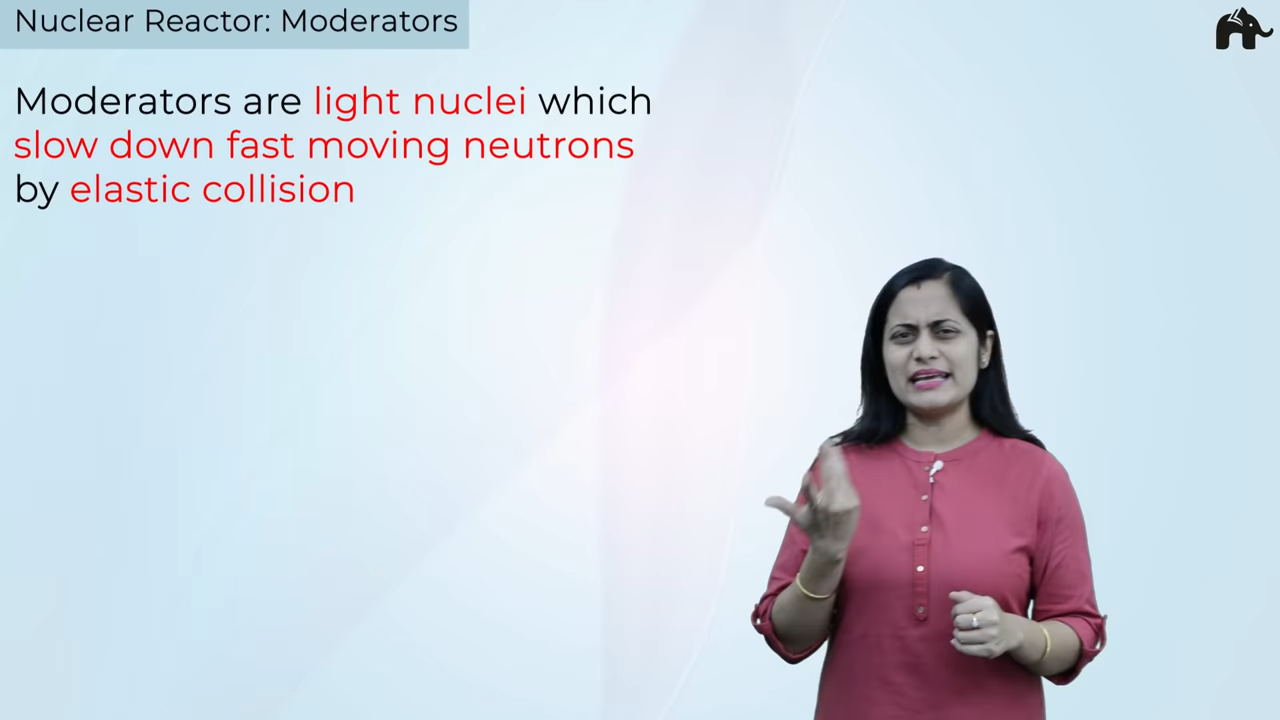 Nuclear Reactor: Moderators
Moderators are light nuclei which
slow down fast moving neutrons
by elastic collision